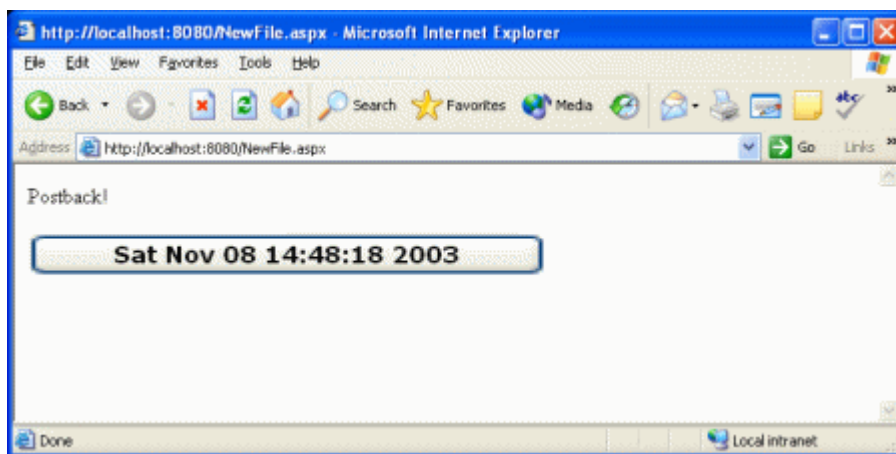 http://localhost:8080/NewFile.aspx - Microsoft Internet Explorer
File Edit View Favorites Tools Help
Back Search Favorites Media
Address http://localhost:8080/NewFile.aspx Go Links
Postback!
Sat Nov 08 14:48:18 2003
Done Local intranet